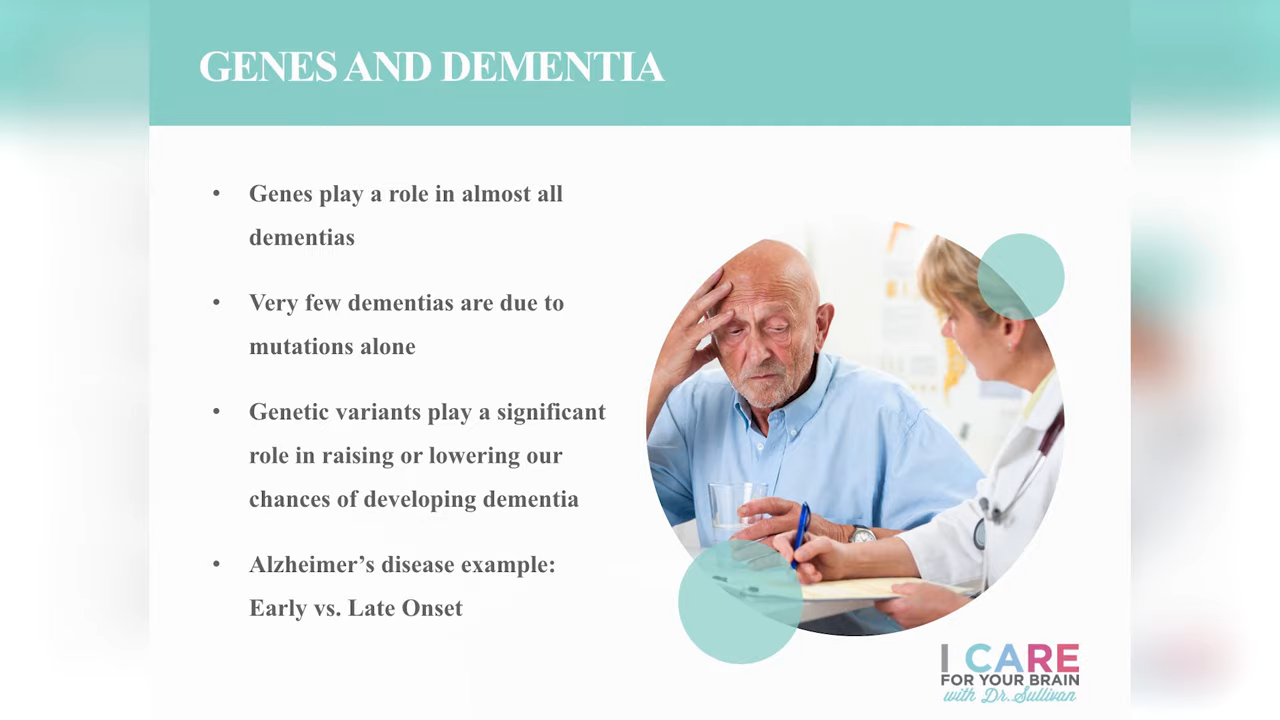 GENES AND DEMENTIA
• Genes play a role in almost all
dementias
• Very few dementias are due to
mutations alone
• Genetic variants play a significant
role in raising or lowering our
chances of developing dementia
• Alzheimer’s disease example:
Early vs. Late Onset
I CARE
FOR YOUR BRAIN
with Dr. Sullivan